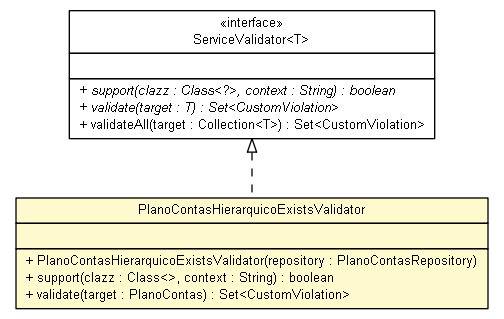 «interface»
ServiceValidator<T>
+ support(clazz : Class<?>, context : String) : boolean
+ validate(target : T) : Set<CustomViolation>
+ validateAll(target : Collection<T>) : Set<CustomViolation>
PlanoContasHierarquicoExistsValidator
+ PlanoContasHierarquicoExistsValidator(repository : PlanoContasRepository)
+ support(clazz : Class<>, context : String) : boolean
+ validate(target : PlanoContas) : Set<CustomViolation>